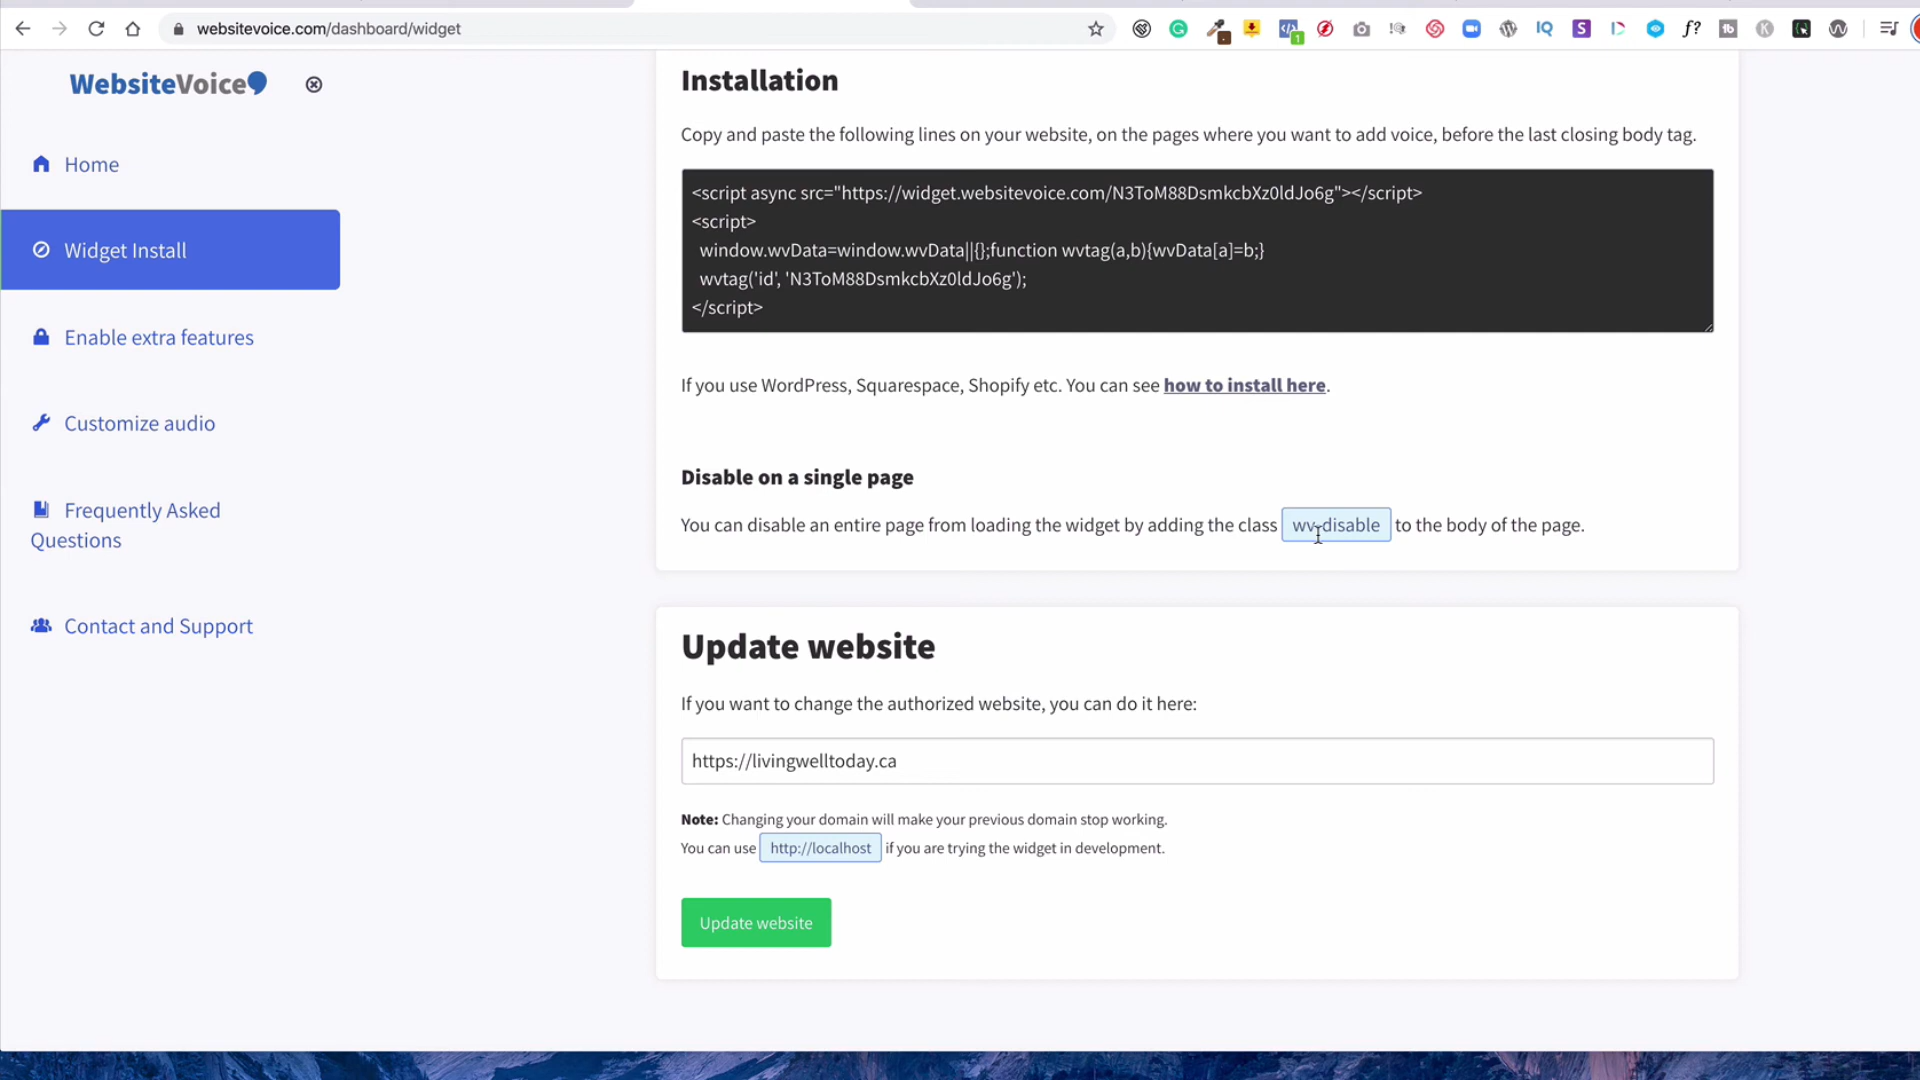 websitevoice.com/dashboard/widget
WebsiteVoice
Home
Widget Install
Enable extra features
Customize audio
Frequently Asked
Questions
Contact and Support
Installation
Copy and paste the following lines on your website, on the pages where you want to add voice, before the last closing body tag.
<script async src="https://widget.websitevoice.com/N3ToM88DsmkcbXz0ldJo6g"></script>
<script>
window.wvData=window.wvData||{};function wvtag(a,b){wvData[a]=b;}
wvtag('id', 'N3ToM88DsmkcbXz0ldJo6g');
</script>
If you use WordPress, Squarespace, Shopify etc. You can see how to install here.
Disable on a single page
You can disable an entire page from loading the widget by adding the class wv-disable to the body of the page.
Update website
If you want to change the authorized website, you can do it here:
https://livingwelltoday.ca
Note: Changing your domain will make your previous domain stop working.
You can use http://localhost if you are trying the widget in development.
Update website